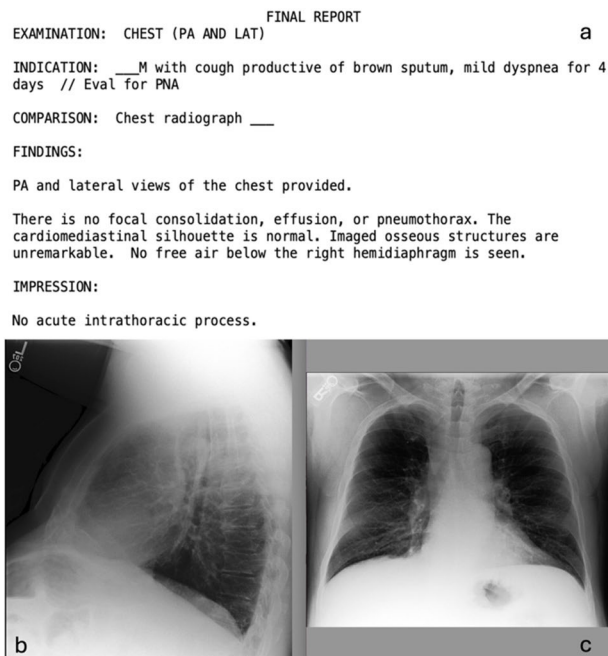 FINAL REPORT
EXAMINATION: CHEST (PA AND LAT)
a
INDICATION: ___M with cough productive of brown sputum, mild dyspnea for 4
days // Eval for PNA
COMPARISON: Chest radiograph ___
FINDINGS:
PA and lateral views of the chest provided.
There is no focal consolidation, effusion, or pneumothorax. The
cardiomediastinal silhouette is normal. Imaged osseous structures are
unremarkable. No free air below the right hemidiaphragm is seen.
IMPRESSION:
No acute intrathoracic process.
b
c